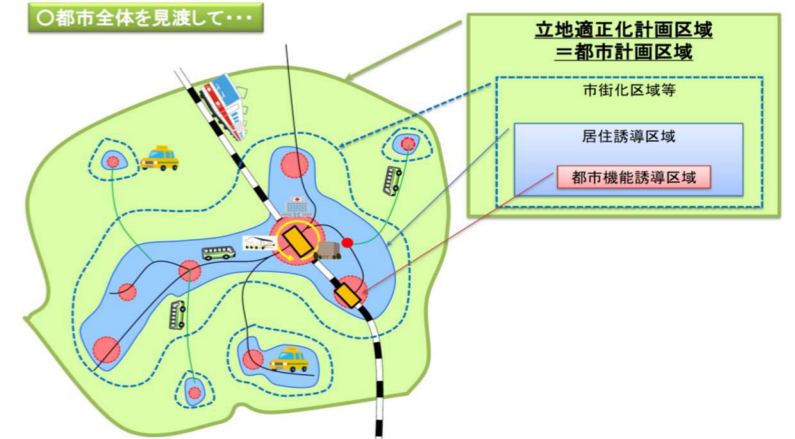 〇都市全体を見渡して・・・
立地適正化計画区域
＝都市計画区域
市街化区域等
居住誘導区域
都市機能誘導区域